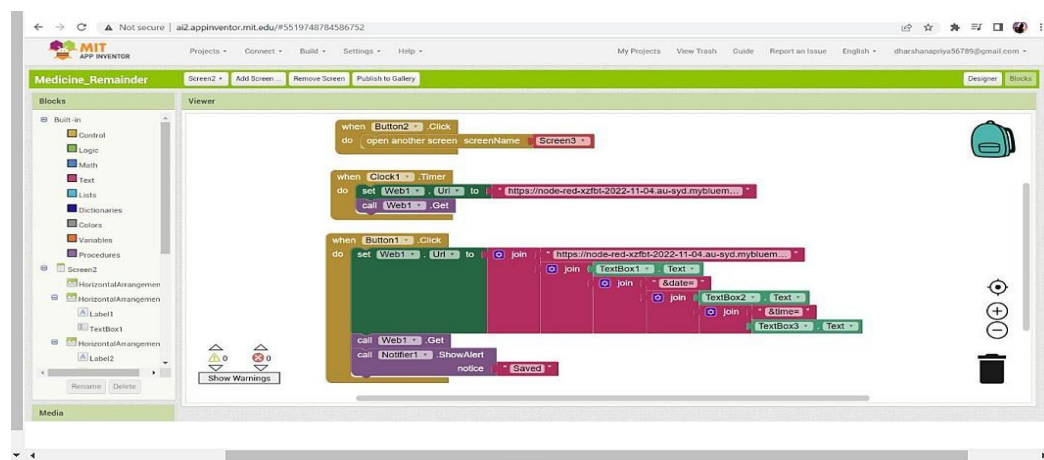 Not secure | ai2.appinventor.mit.edu/#5519748784586752
MIT
APP INVENTOR
Projects Connect Build Settings Help My Projects View Trash Guide Report an Issue English dharshanapriya56789@gmail.com
Medicine_Remainder Screen2 Add Screen ... Remove Screen Publish to Gallery Designer Blocks
Blocks Viewer
Built-in
Control
Logic
Math
Text
Lists
Dictionaries
Colors
Variables
Procedures
Screen2
HorizontalArrangemen
HorizontalArrangemen
Label1
TextBox1
HorizontalArrangemen
Label2
Rename Delete
Media
when Button2 .Click
do open another screen screenName Screen3
when Clock1 .Timer
do set Web1 . Url to " https://node-red-xzfbt-2022-11-04.au-syd.mybluem... "
call Web1 .Get
when Button1 .Click
do set Web1 . Url to join " https://node-red-xzfbt-2022-11-04.au-syd.mybluem... "
join TextBox1 . Text
join " &date= "
join TextBox2 . Text
join " &time= "
TextBox3 . Text
call Web1 .Get
call Notifier1 .ShowAlert
notice " Saved "
0 0
Show Warnings